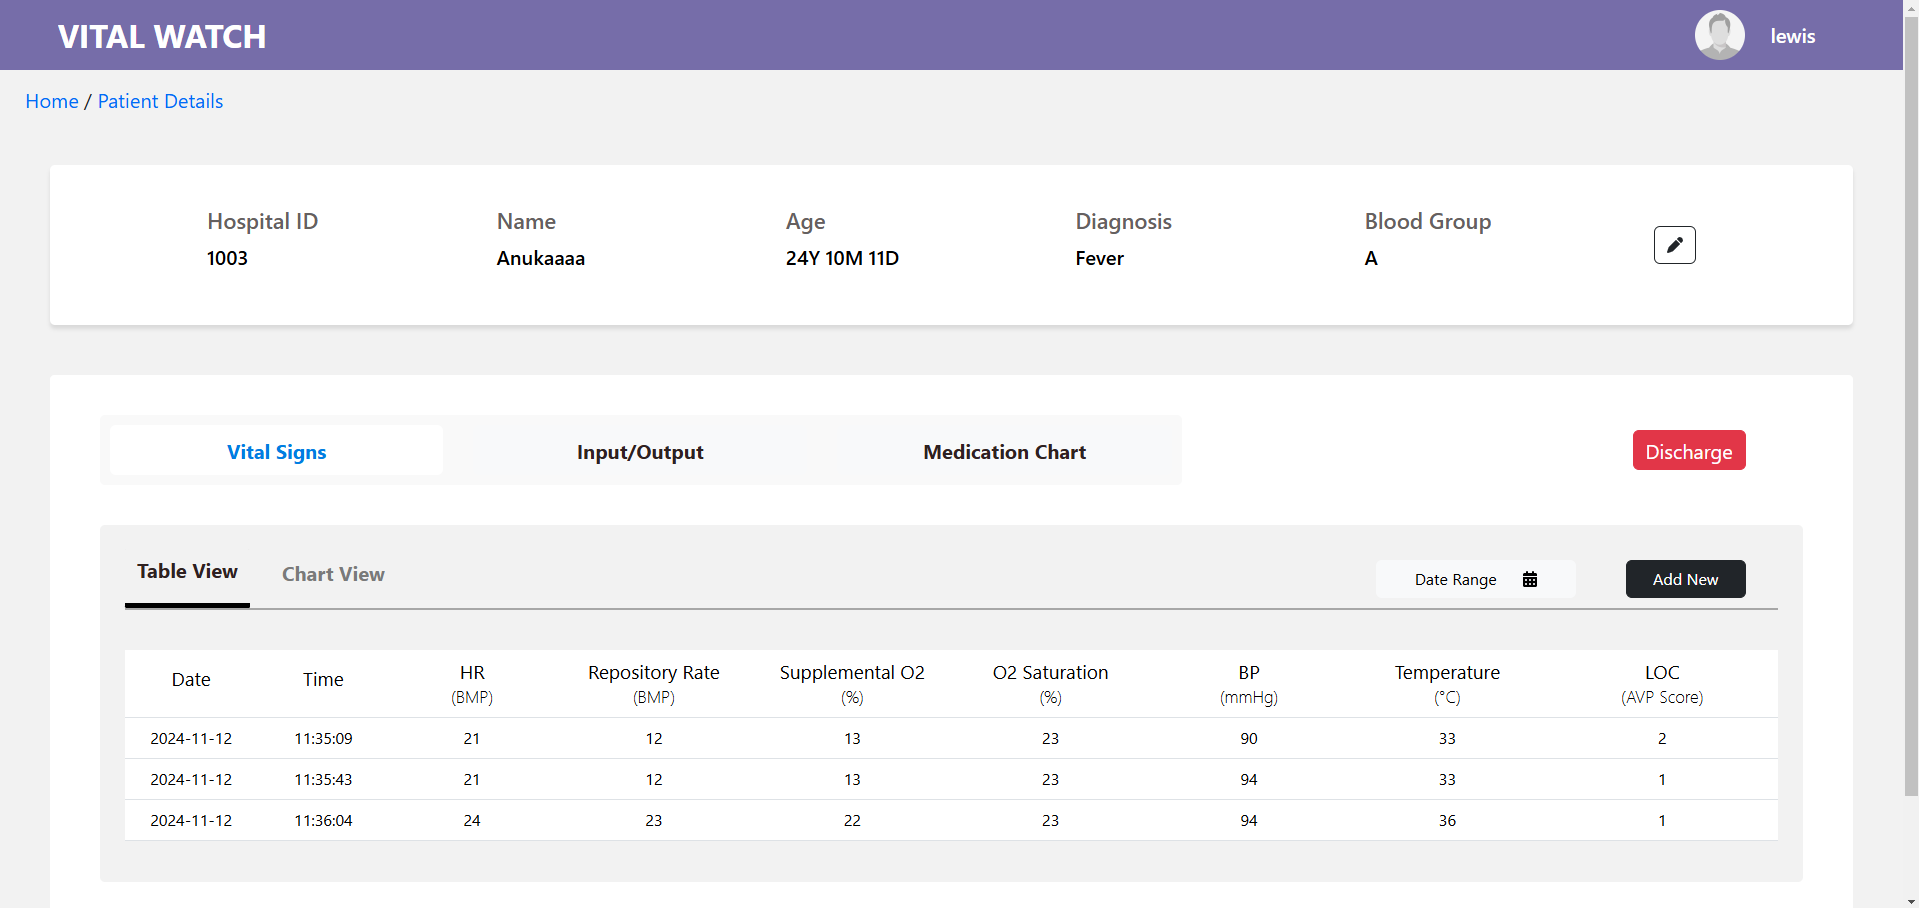 VITAL WATCH
lewis
Home / Patient Details
Hospital ID Name Age Diagnosis Blood Group
1003 Anukaaaa 24Y 10M 11D Fever A
Vital Signs Input/Output Medication Chart Discharge
Table View Chart View Date Range Add New
Date Time HR Repository Rate Supplemental O2 O2 Saturation BP Temperature LOC
(BMP) (BMP) (%) (%) (mmHg) (°C) (AVP Score)
2024-11-12 11:35:09 21 12 13 23 90 33 2
2024-11-12 11:35:43 21 12 13 23 94 33 1
2024-11-12 11:36:04 24 23 22 23 94 36 1